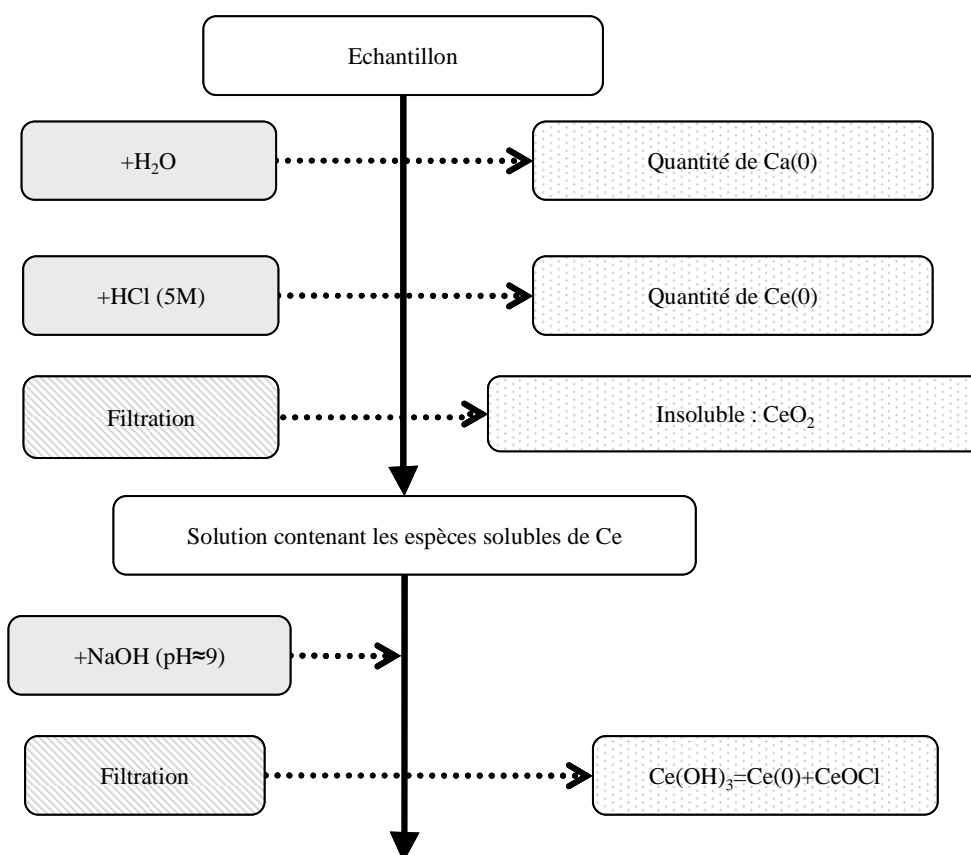 Echantillon
+H₂O
Quantité de Ca(0)
+HCl (5M)
Quantité de Ce(0)
Filtration
Insoluble : CeO₂
Solution contenant les espèces solubles de Ce
+NaOH (pH≈9)
Filtration
Ce(OH)₃=Ce(0)+CeOCl